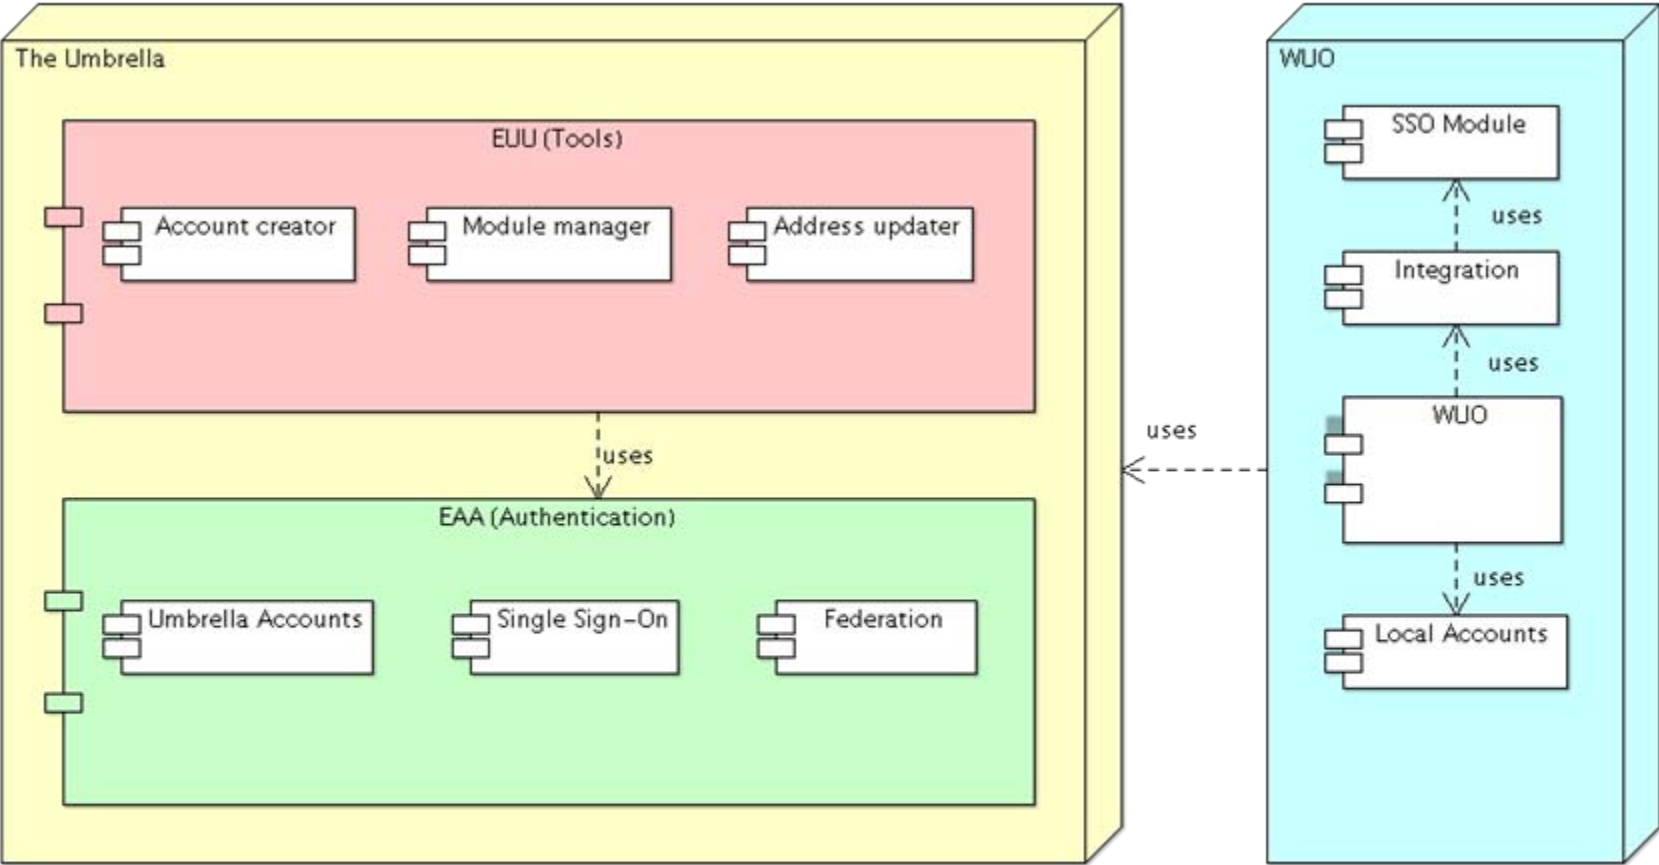 The Umbrella
EUU (Tools)
Account creator
Module manager
Address updater
uses
EAA (Authentication)
Umbrella Accounts
Single Sign-On
Federation
uses
WUO
SSO Module
uses
Integration
uses
WUO
uses
Local Accounts